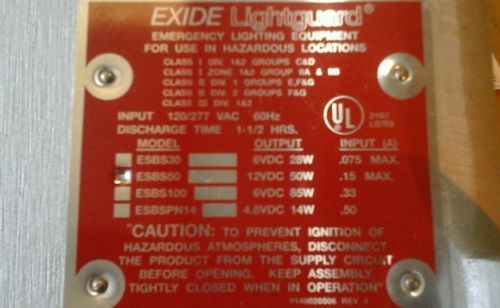 EXIDE Lightguard®
EMERGENCY LIGHTING EQUIPMENT
FOR USE IN HAZARDOUS LOCATIONS
CLASS I DIV. 1&2 GROUPS C&D
CLASS I ZONE 1&2 GROUP IIA & IIB
CLASS II DIV. 1 GROUPS E,F&G
CLASS II DIV. 2 GROUPS F&G
CLASS III DIV. 1&2
INPUT 120/277 VAC 60Hz
DISCHARGE TIME 1-1/2 HRS.
UL
LISTED
MODEL OUTPUT INPUT (A)
ESBS30 6VDC 28W .075 MAX.
ESBS50 12VDC 50W .15 MAX.
ESBS100 6VDC 85W .33
ESBSPN14 4.8VDC 14W .50
"CAUTION: TO PREVENT IGNITION OF
HAZARDOUS ATMOSPHERES, DISCONNECT
THE PRODUCT FROM THE SUPPLY CIRCUIT
BEFORE OPENING. KEEP ASSEMBLY
TIGHTLY CLOSED WHEN IN OPERATION"
REV